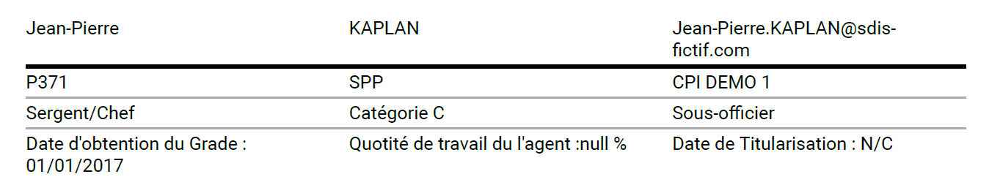 Jean-Pierre
KAPLAN
Jean-Pierre.KAPLAN@sdis-
fictif.com
P371
SPP
CPI DEMO 1
Sergent/Chef
Catégorie C
Sous-officier
Date d'obtention du Grade :
01/01/2017
Quotité de travail du l'agent :null %
Date de Titularisation : N/C